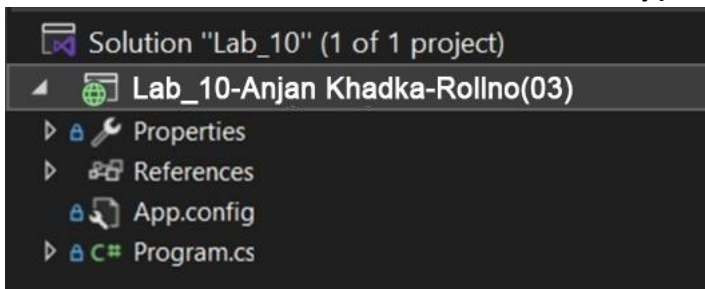 Solution "Lab_10" (1 of 1 project)
Lab_10-Anjan Khadka-Rollno(03)
Properties
References
App.config
C# Program.cs